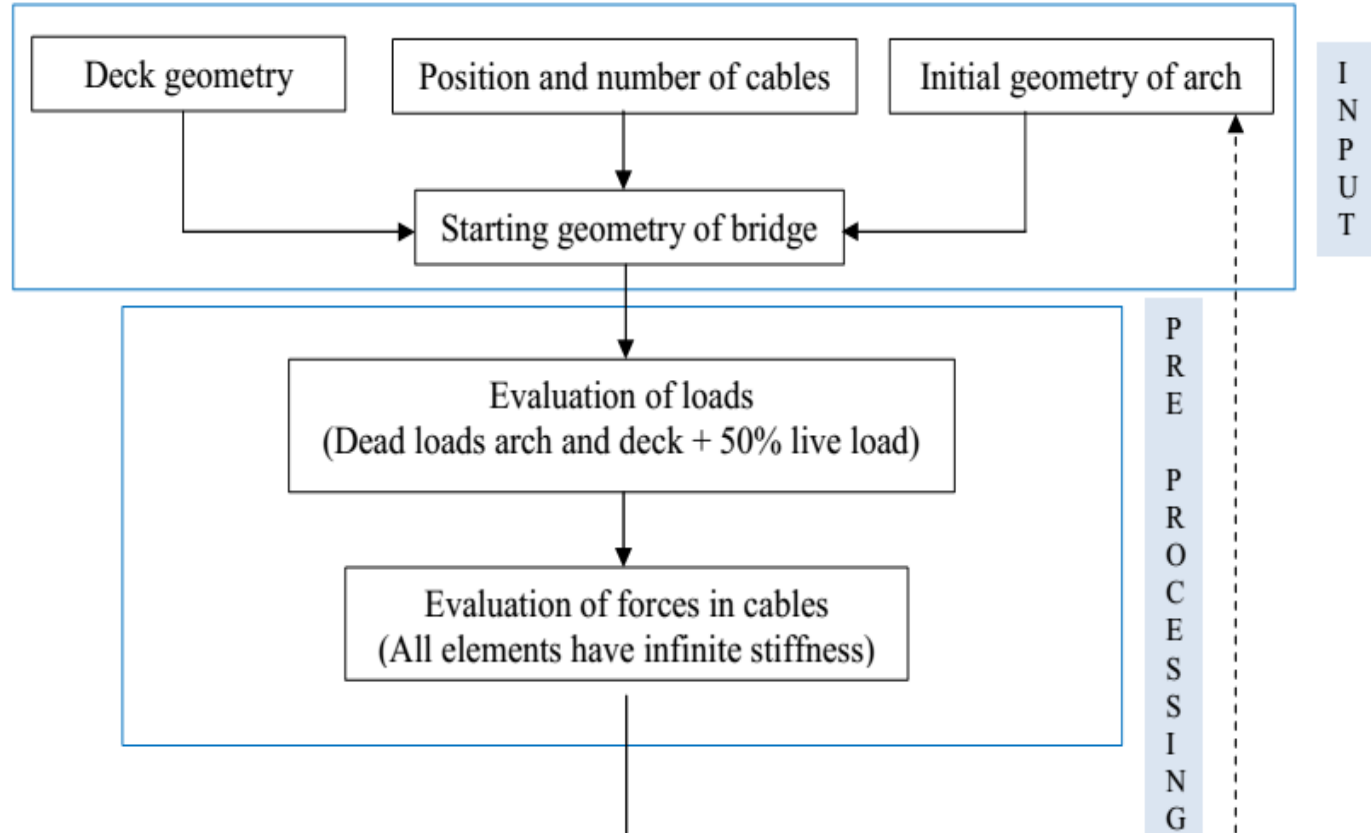 Deck geometry
Position and number of cables
Initial geometry of arch
Starting geometry of bridge
INPUT
Evaluation of loads
(Dead loads arch and deck + 50% live load)
Evaluation of forces in cables
(All elements have infinite stiffness)
PRE PROCESSING